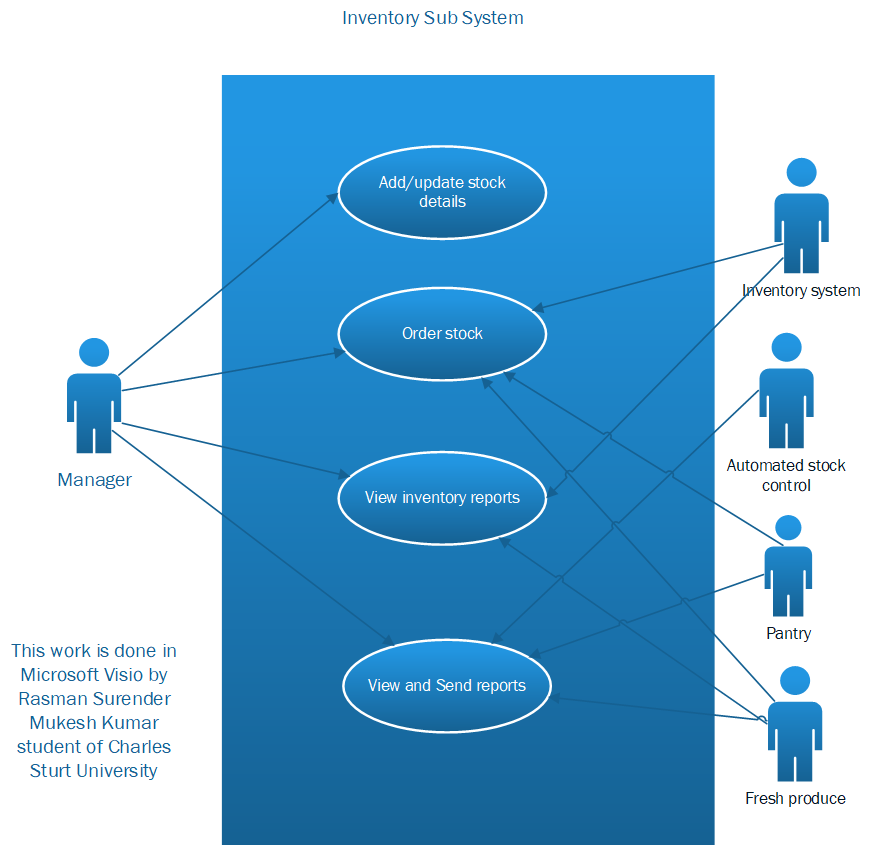 Inventory Sub System
Add/update stock
details
Order stock
Inventory system
Automated stock
control
Manager
View inventory reports
Pantry
View and Send reports
Fresh produce
This work is done in
Microsoft Visio by
Rasman Surender
Mukesh Kumar
student of Charles
Sturt University